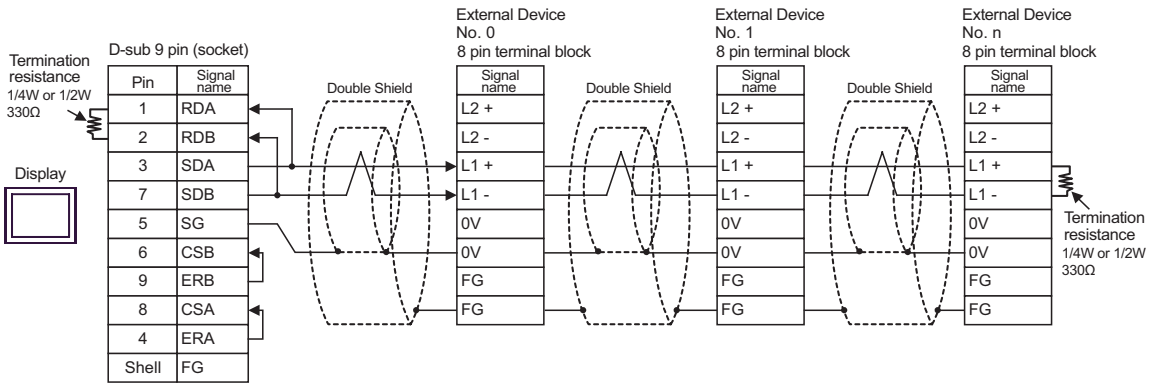 External Device
No. 0
8 pin terminal block
External Device
No. 1
8 pin terminal block
External Device
No. n
8 pin terminal block
D-sub 9 pin (socket)
Termination
resistance
1/4W or 1/2W
330Ω
Display
Pin Signal name
1 RDA
2 RDB
3 SDA
7 SDB
5 SG
6 CSB
9 ERB
8 CSA
4 ERA
Shell FG
Double Shield
Signal
name
L2 +
L2 -
L1 +
L1 -
0V
0V
FG
FG
Double Shield
Signal
name
L2 +
L2 -
L1 +
L1 -
0V
0V
FG
FG
Double Shield
Signal
name
L2 +
L2 -
L1 +
L1 -
0V
0V
FG
FG
Termination
resistance
1/4W or 1/2W
330Ω